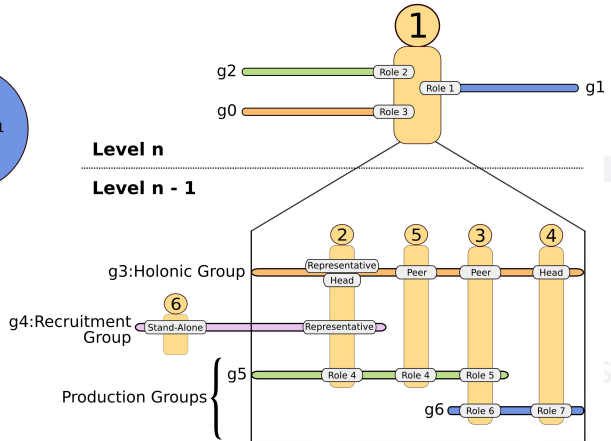 1
g2
Role 2
Role 1
g1
g0
Role 3
1
Level n
Level n - 1
2
5
3
4
g3:Holonic Group
Representative
Head
Peer
Peer
Head
6
g4:Recruitment
Group
Stand-Alone
Representative
Production Groups
g5
Role 4
Role 4
Role 5
g6
Role 6
Role 7